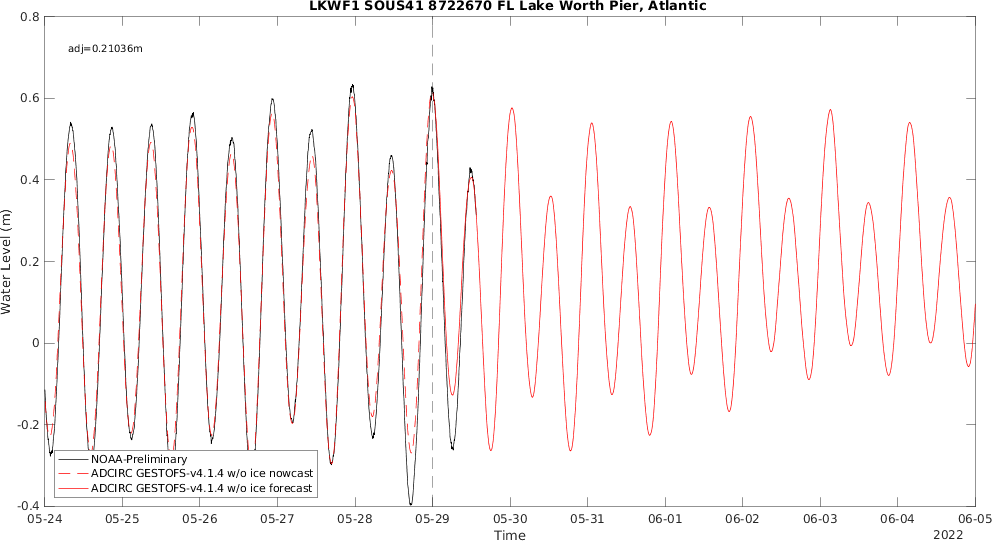 LKWF1 SOUS41 8722670 FL Lake Worth Pier, Atlantic
adj=0.21036m
0.8
0.6
0.4
0.2
0
-0.2
-0.4
Water Level (m)
NOAA-Preliminary
ADCIRC GESTOFS-v4.1.4 w/o ice nowcast
ADCIRC GESTOFS-v4.1.4 w/o ice forecast
05-24 05-25 05-26 05-27 05-28 05-29 05-30 05-31 06-01 06-02 06-03 06-04 06-05
Time
2022